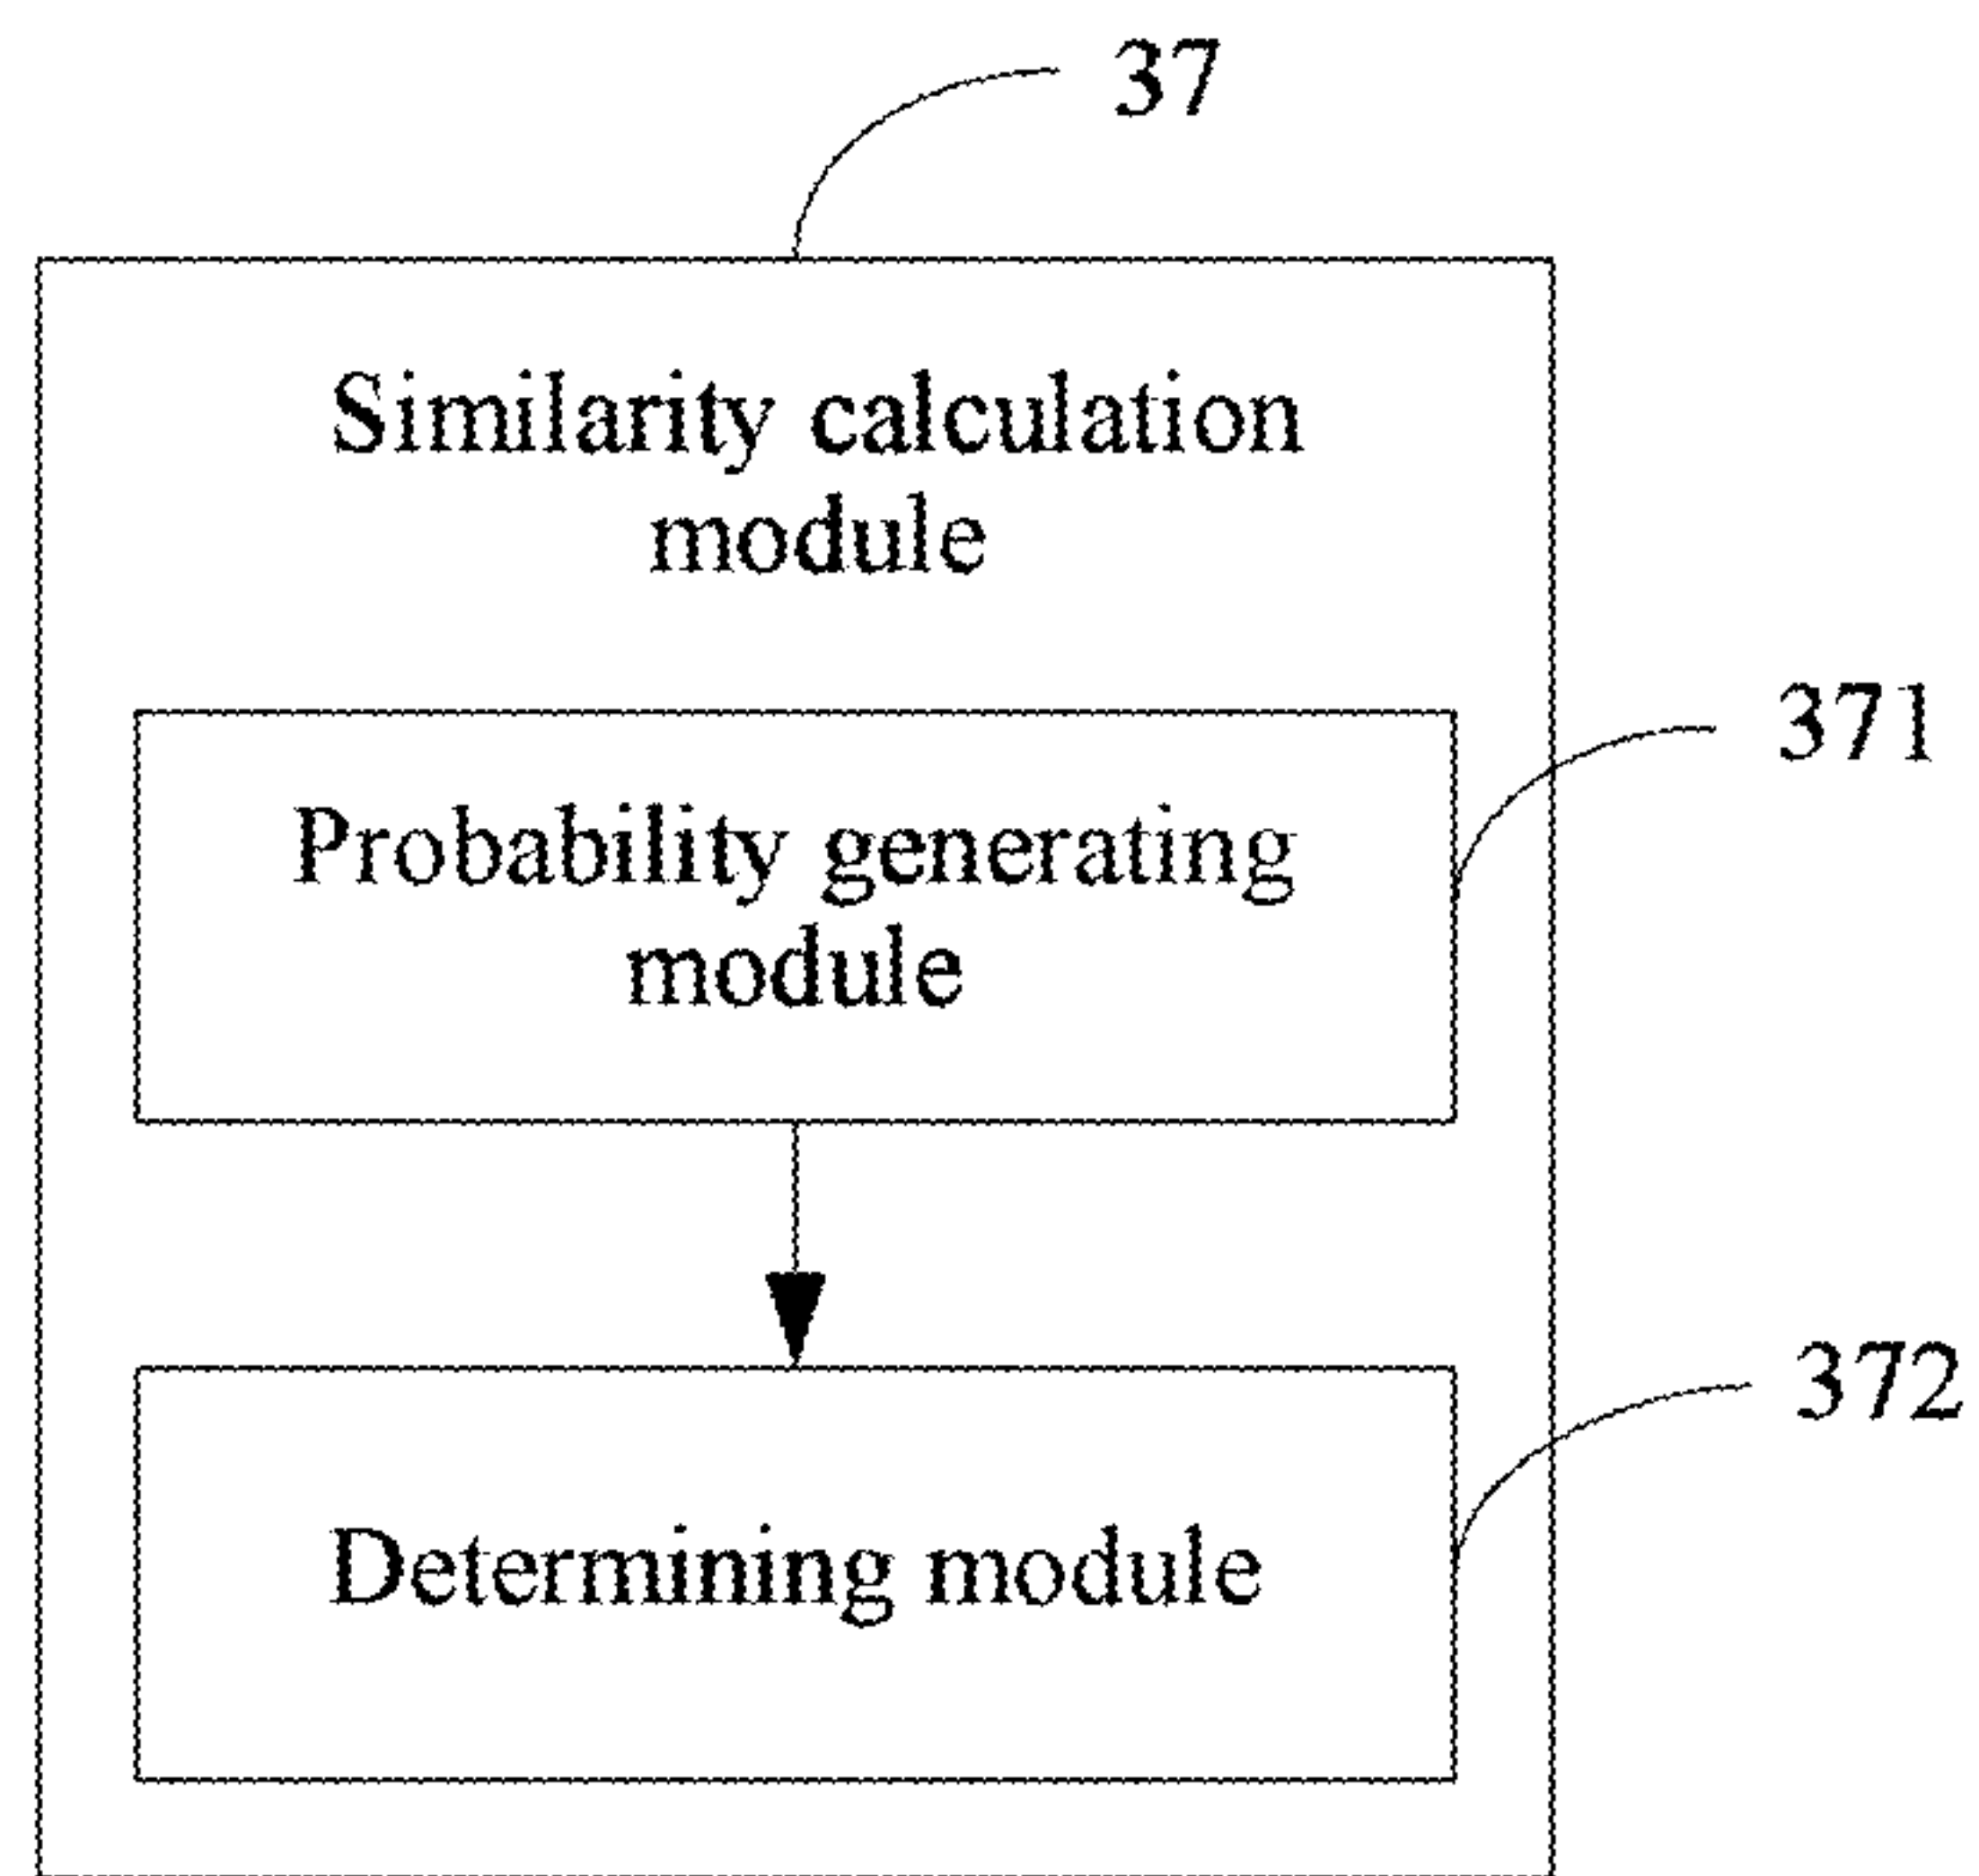 37
Similarity calculation
module
371
Probability generating
module
372
Determining module